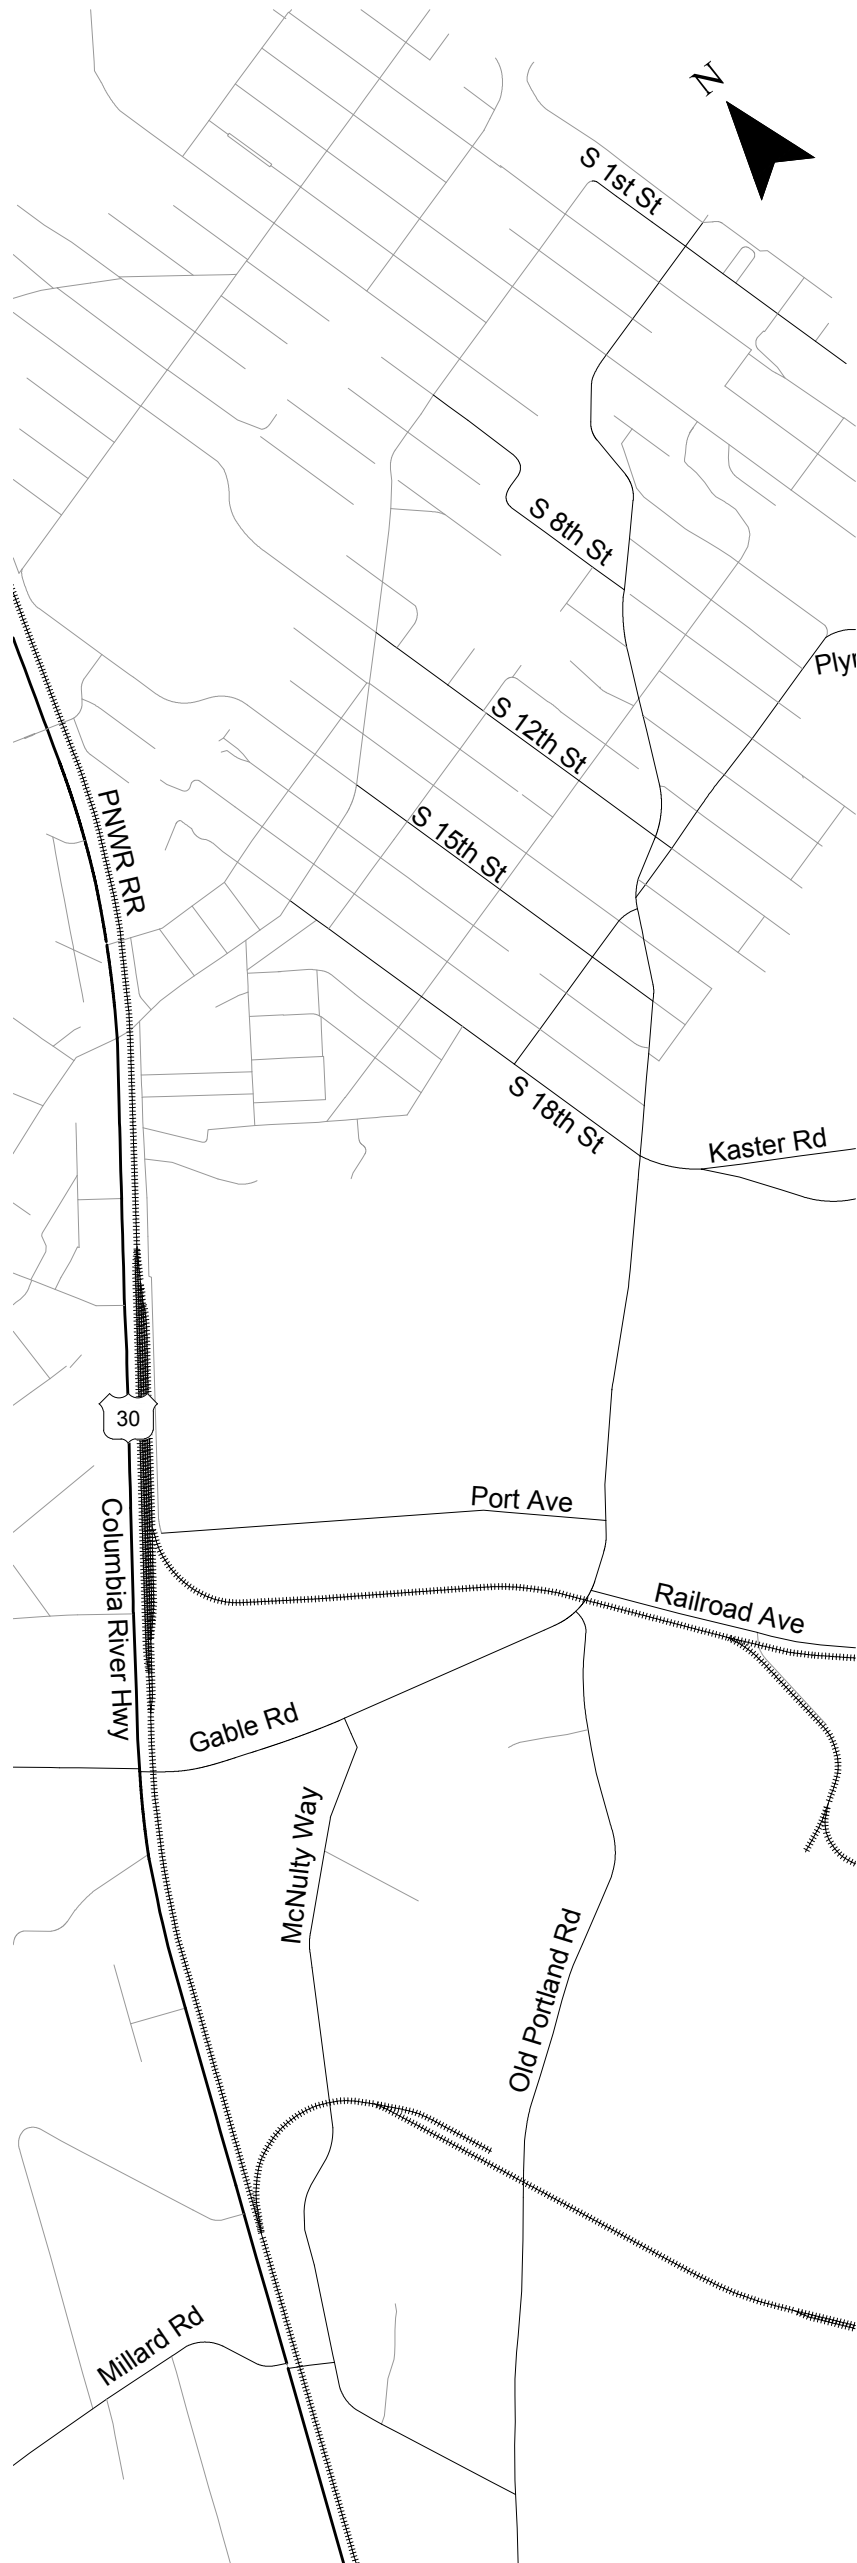 N
S 1st St
S 8th St
Plyr
S 12th St
PNWR RR
S 15th St
S 18th St
Kaster Rd
30
Port Ave
Columbia River Hwy
Railroad Ave
Gable Rd
McNulty Way
Old Portland Rd
Millard Rd